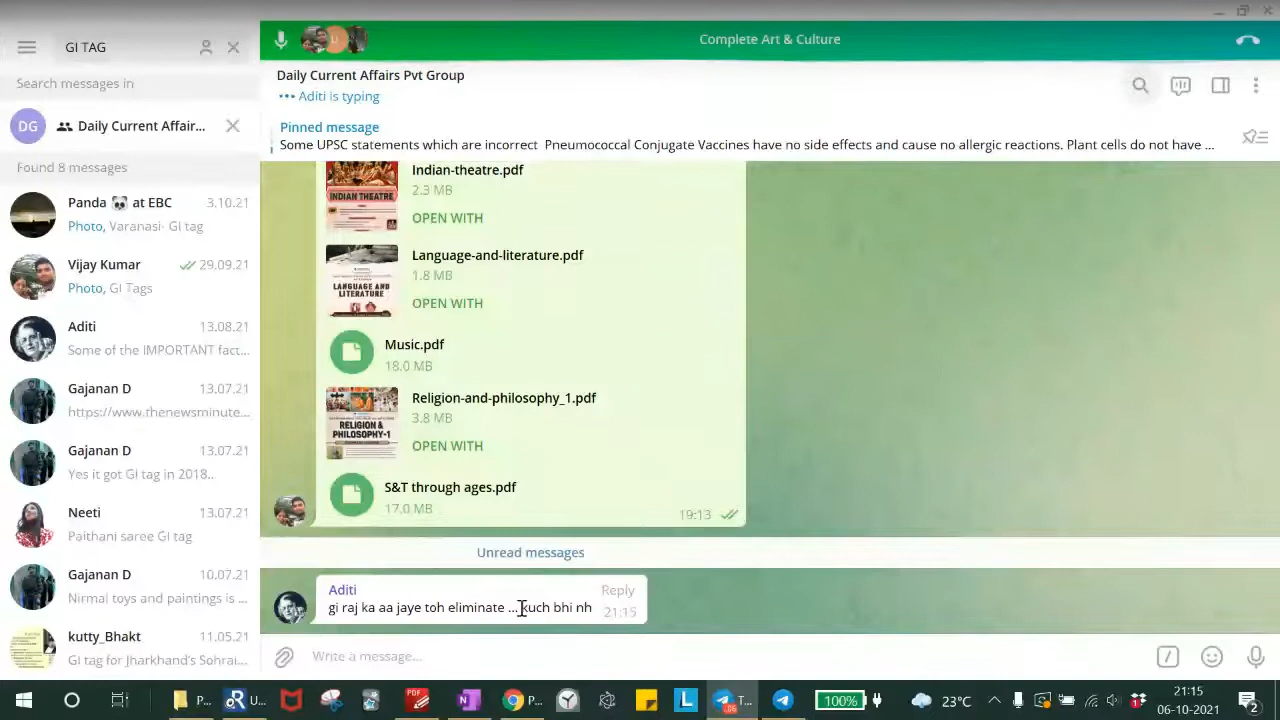 GI TAG
Search messages in
DG
Daily Current Affair...
Found 8 messages
at EBC
3.10.21
Photo, Varanasi- GI tag
Vijay Kumar
29.09.21
Photo, GI Tags
Aditi
13.08.21
Some of the IMPORTANT fact...
Gajanan D
13.07.21
Gajanan D
13.07.21
Yes it got GI tag in 2018..
Neeti
13.07.21
Patchani saree GI tag
Gajanan D
10.07.21
Nirmal toys and paintings is ...
kutty_Bhakt
11.05.21
GI tag for Jharkhands Sohrai...
Complete Art & Culture
Daily Current Affairs Pvt Group
Aditi is typing
Pinned message
Some UPSC statements which are incorrect Pneumococcal Conjugate Vaccines have no side effects and cause no allergic reactions. Plant cells do not have ...
INDIAN THEATRE
Indian-theatre.pdf
2.3 MB
OPEN WITH
LANGUAGE AND
LITERATURE
Language-and-literature.pdf
1.8 MB
OPEN WITH
Music.pdf
18.0 MB
RELIGION &
PHILOSOPHY-1
Religion-and-philosophy_1.pdf
3.8 MB
OPEN WITH
S&T through ages.pdf
17.0 MB
19:13
Unread messages
Aditi
Reply
gi raj ka aa jaye toh eliminate ... kuch bhi nh
21:15
Write a message...
P...
U...
PDF
N
P...
L
T...
100%
23°C
21:15
06-10-2021
2